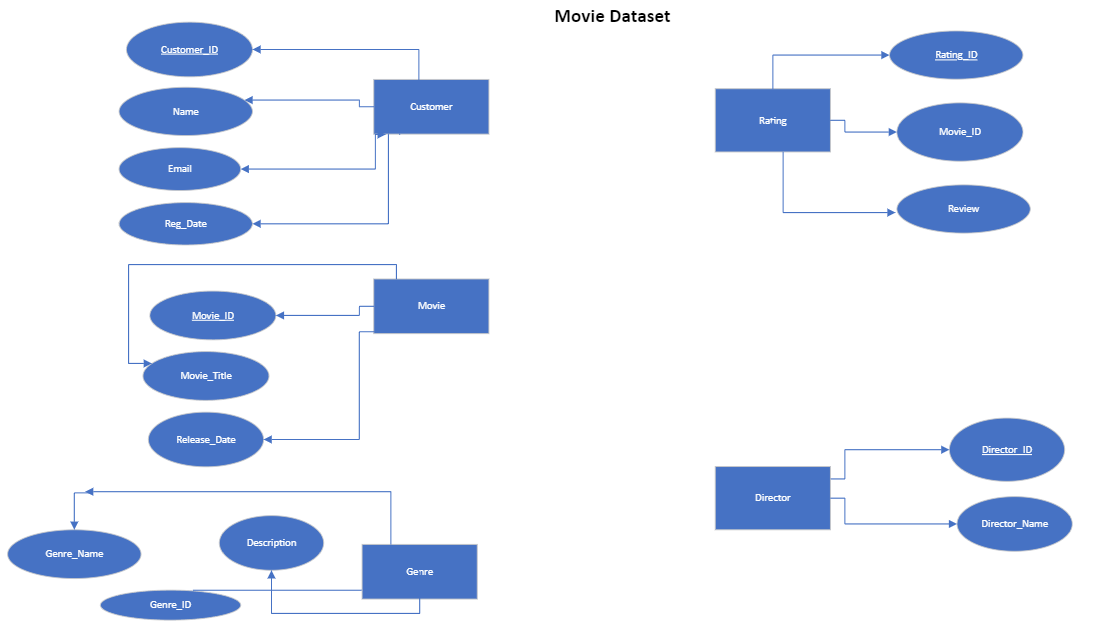 Movie Dataset
Customer_ID
Name
Email
Reg_Date
Customer
Rating_ID
Movie_ID
Review
Rating
Movie_ID
Movie_Title
Release_Date
Movie
Director_ID
Director_Name
Director
Genre_Name
Description
Genre_ID
Genre